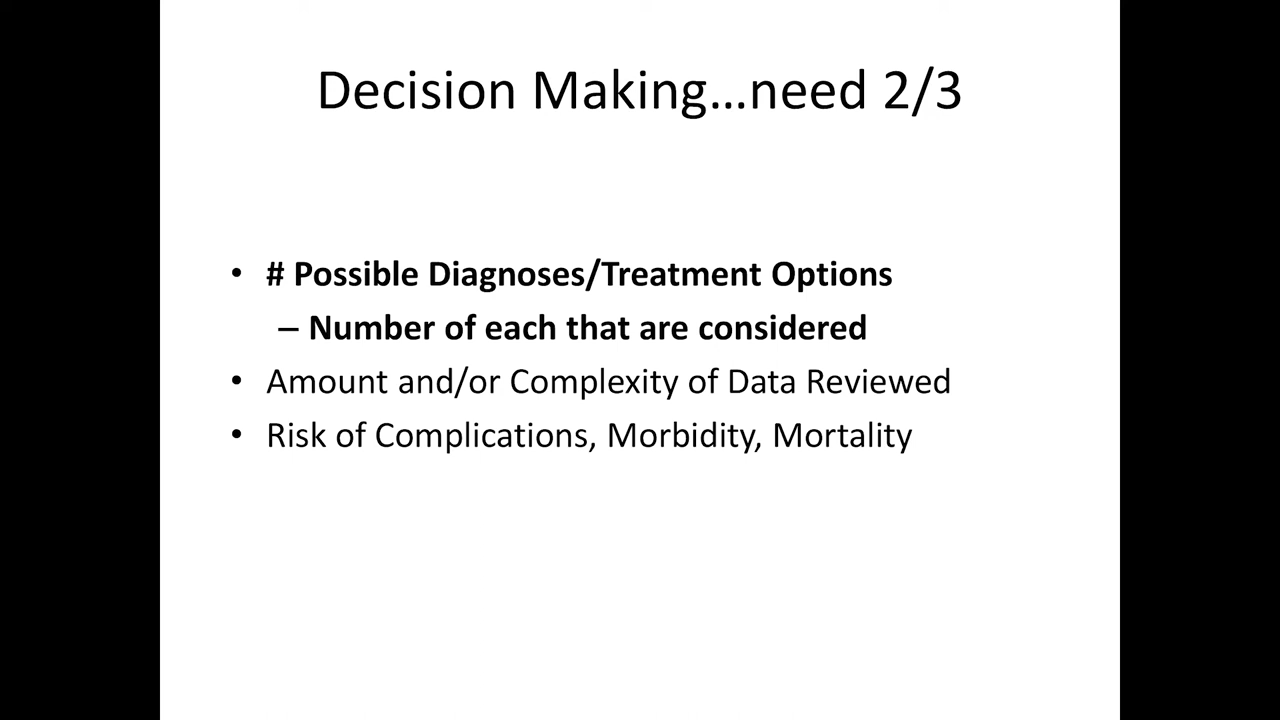 Decision Making…need 2/3
• # Possible Diagnoses/Treatment Options
– Number of each that are considered
• Amount and/or Complexity of Data Reviewed
• Risk of Complications, Morbidity, Mortality